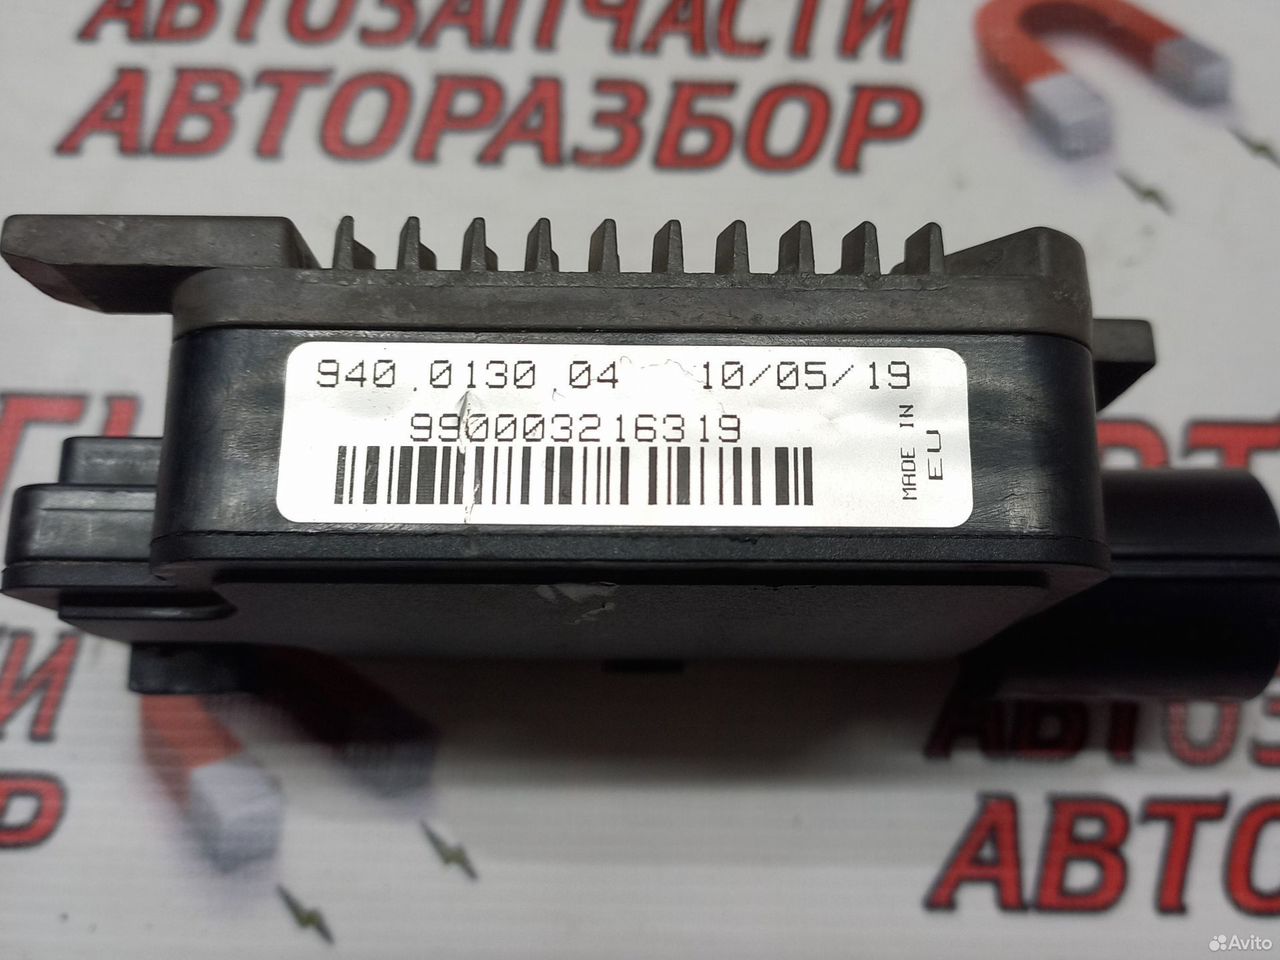 АВТОЗАПЧАСТИ
АВТОРАЗБОР
940.0130.04 10/05/19
990003216319
MADE IN
EU
АВТО
Avito